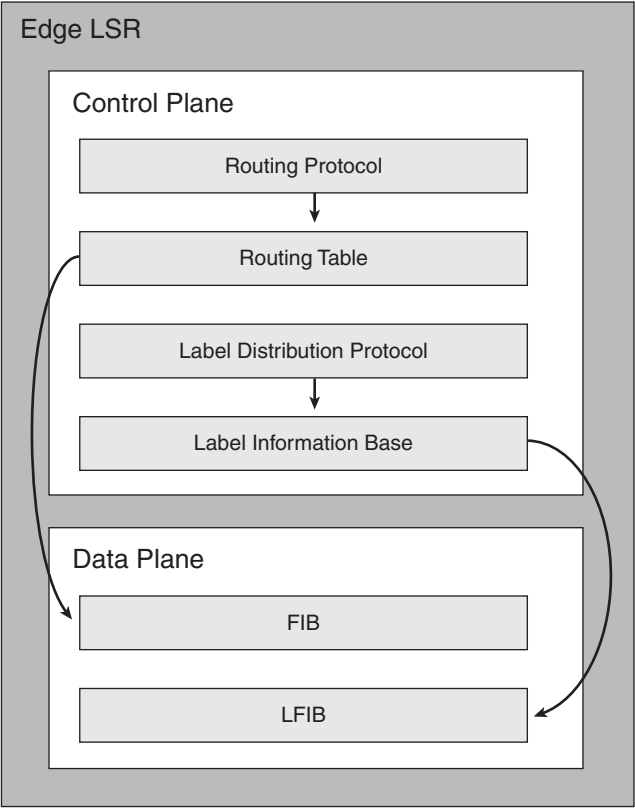 Edge LSR
Control Plane
Routing Protocol
Routing Table
Label Distribution Protocol
Label Information Base
Data Plane
FIB
LFIB